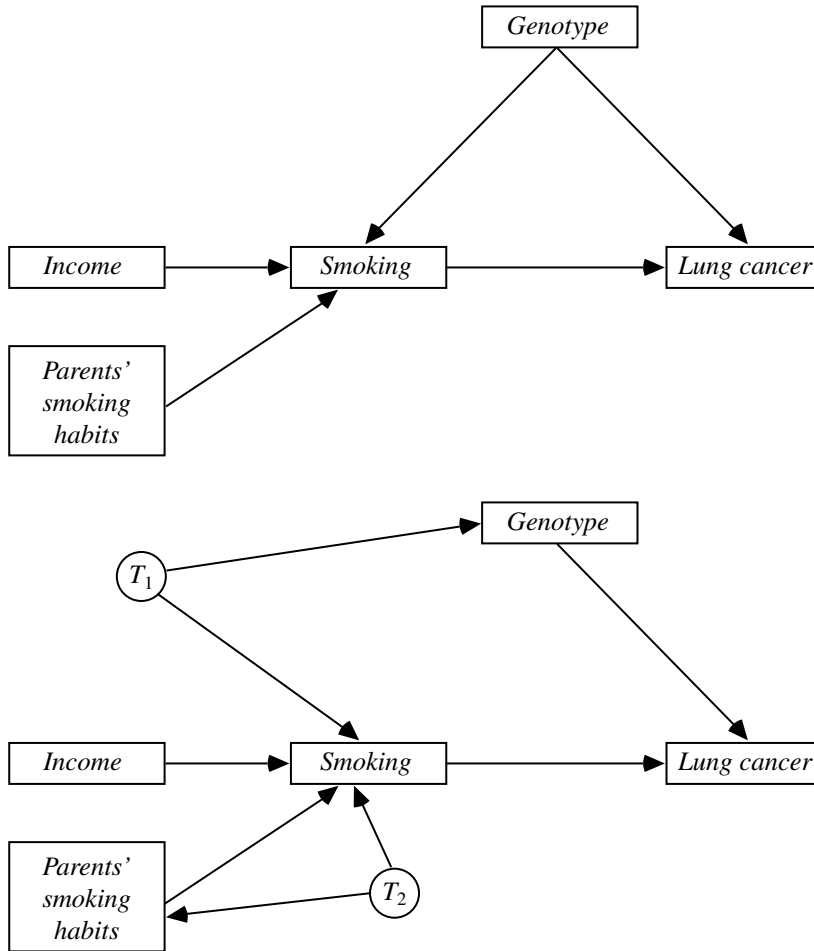 Genotype
Income
Smoking
Lung cancer
Parents’
smoking
habits
Genotype
T1
Income
Smoking
Lung cancer
Parents’
smoking
habits
T2